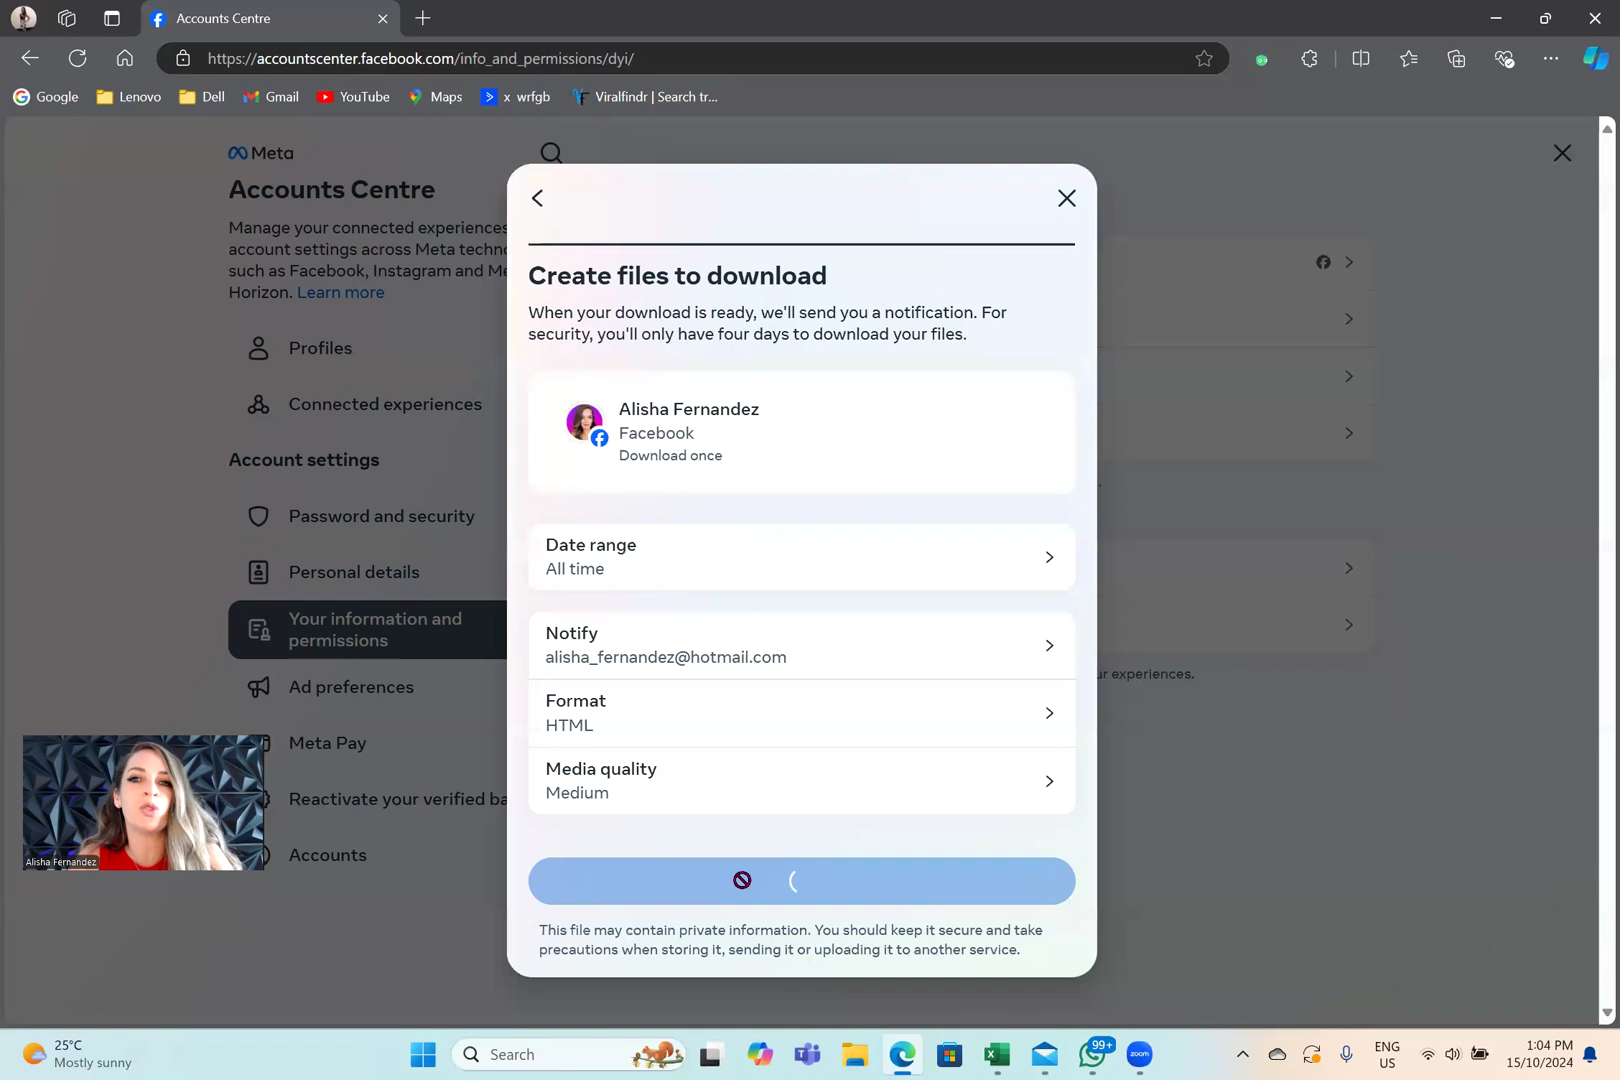 Accounts Centre
https://accountscenter.facebook.com/info_and_permissions/dyi/
Google
Lenovo
Dell
Gmail
YouTube
Maps
x wrfgb
Viralfindr | Search tr...
Meta
Accounts Centre
Manage your connected experiences
account settings across Meta techn
such as Facebook, Instagram and Me
Horizon. Learn more
Profiles
Connected experiences
Account settings
Password and security
Personal details
Your information and
permissions
Ad preferences
Meta Pay
Reactivate your verified ba
Accounts
Create files to download
When your download is ready, we'll send you a notification. For
security, you'll only have four days to download your files.
Alisha Fernandez
Facebook
Download once
Date range
All time
Notify
alisha_fernandez@hotmail.com
Format
HTML
Media quality
Medium
This file may contain private information. You should keep it secure and take
precautions when storing it, sending it or uploading it to another service.
ur experiences.
Alisha Fernandez
25°C
Mostly sunny
Search
99+
zoom
ENG
US
1:04 PM
15/10/2024